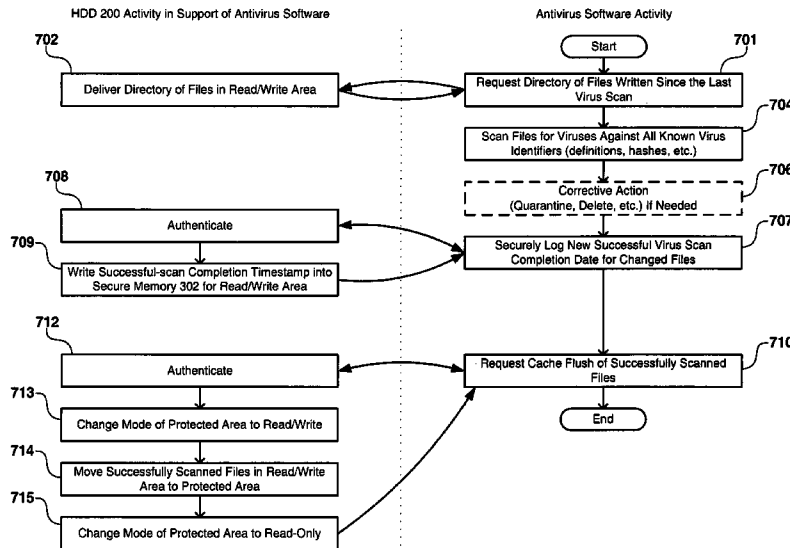 HDD 200 Activity in Support of Antivirus Software
Antivirus Software Activity
Start
702
701
Deliver Directory of Files in Read/Write Area
Request Directory of Files Written Since the Last
Virus Scan
704
Scan Files for Viruses Against All Known Virus
Identifiers (definitions, hashes, etc.)
706
Corrective Action
(Quarantine, Delete, etc.) If Needed
708
Authenticate
707
Securely Log New Successful Virus Scan
Completion Date for Changed Files
709
Write Successful-scan Completion Timestamp into
Secure Memory 302 for Read/Write Area
712
Authenticate
710
Request Cache Flush of Successfully Scanned
Files
End
713
Change Mode of Protected Area to Read/Write
714
Move Successfully Scanned Files in Read/Write
Area to Protected Area
715
Change Mode of Protected Area to Read-Only